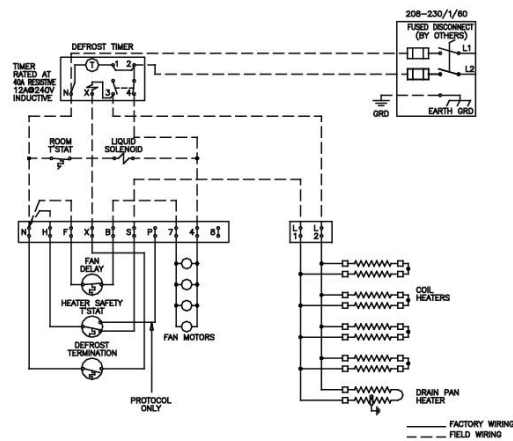 208-230/1/60
FUSED DISCONNECT
(BY OTHERS)
L1
L2
EARTH GRD
GRD
DEFROST TIMER
TIMER
RATED AT
40A RESISTIVE
12A@240V
INDUCTIVE
T 1 2
N X 3 4
ROOM
T'STAT
LIQUID
SOLENOID
N H F X B S P 7 4 8
L
1
L
2
FAN
DELAY
HEATER SAFETY
T'STAT
DEFROST
TERMINATION
FAN MOTORS
PROTOCOL
ONLY
COIL
HEATERS
DRAIN PAN
HEATER
FACTORY WIRING
FIELD WIRING